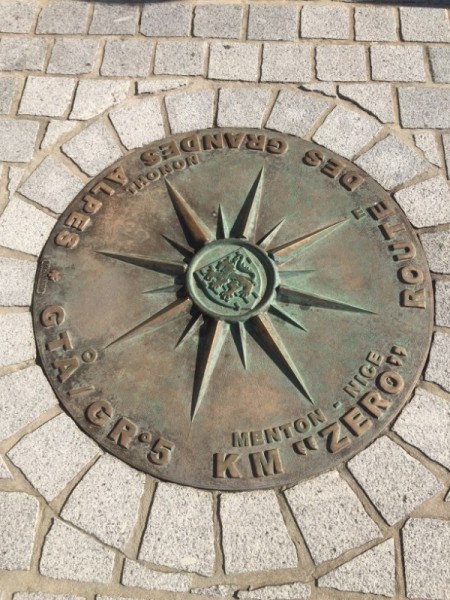 "ROUTE DES GRANDES ALPES"
THONON
GTA/GR°5
KM "ZERO"
MENTON - NICE